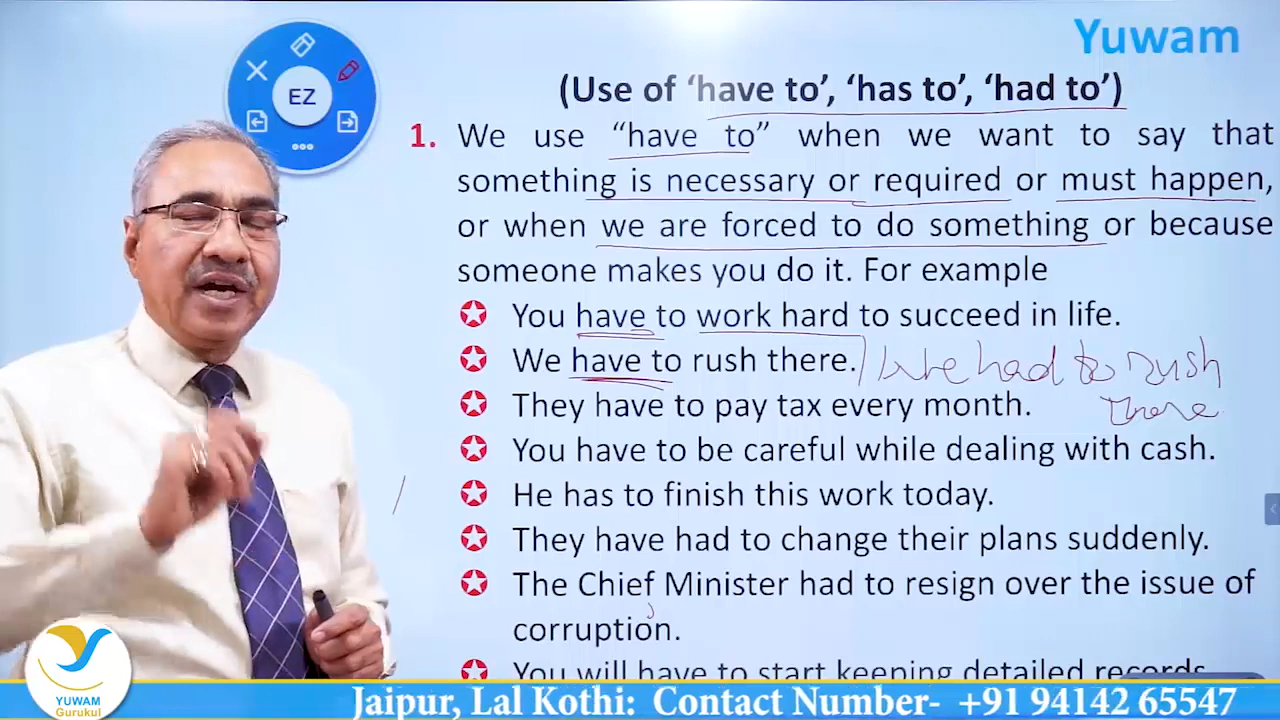 Yuwam
EZ
(Use of ‘have to’, ‘has to’, ‘had to’)
1. We use “have to” when we want to say that
something is necessary or required or must happen,
or when we are forced to do something or because
someone makes you do it. For example
You have to work hard to succeed in life.
We have to rush there. / We had to rush
there
They have to pay tax every month.
You have to be careful while dealing with cash.
He has to finish this work today.
They have had to change their plans suddenly.
The Chief Minister had to resign over the issue of
corruption.
You will have to start keeping detailed records
YUWAM
Gurukul
Jaipur, Lal Kothi: Contact Number- +91 94142 65547